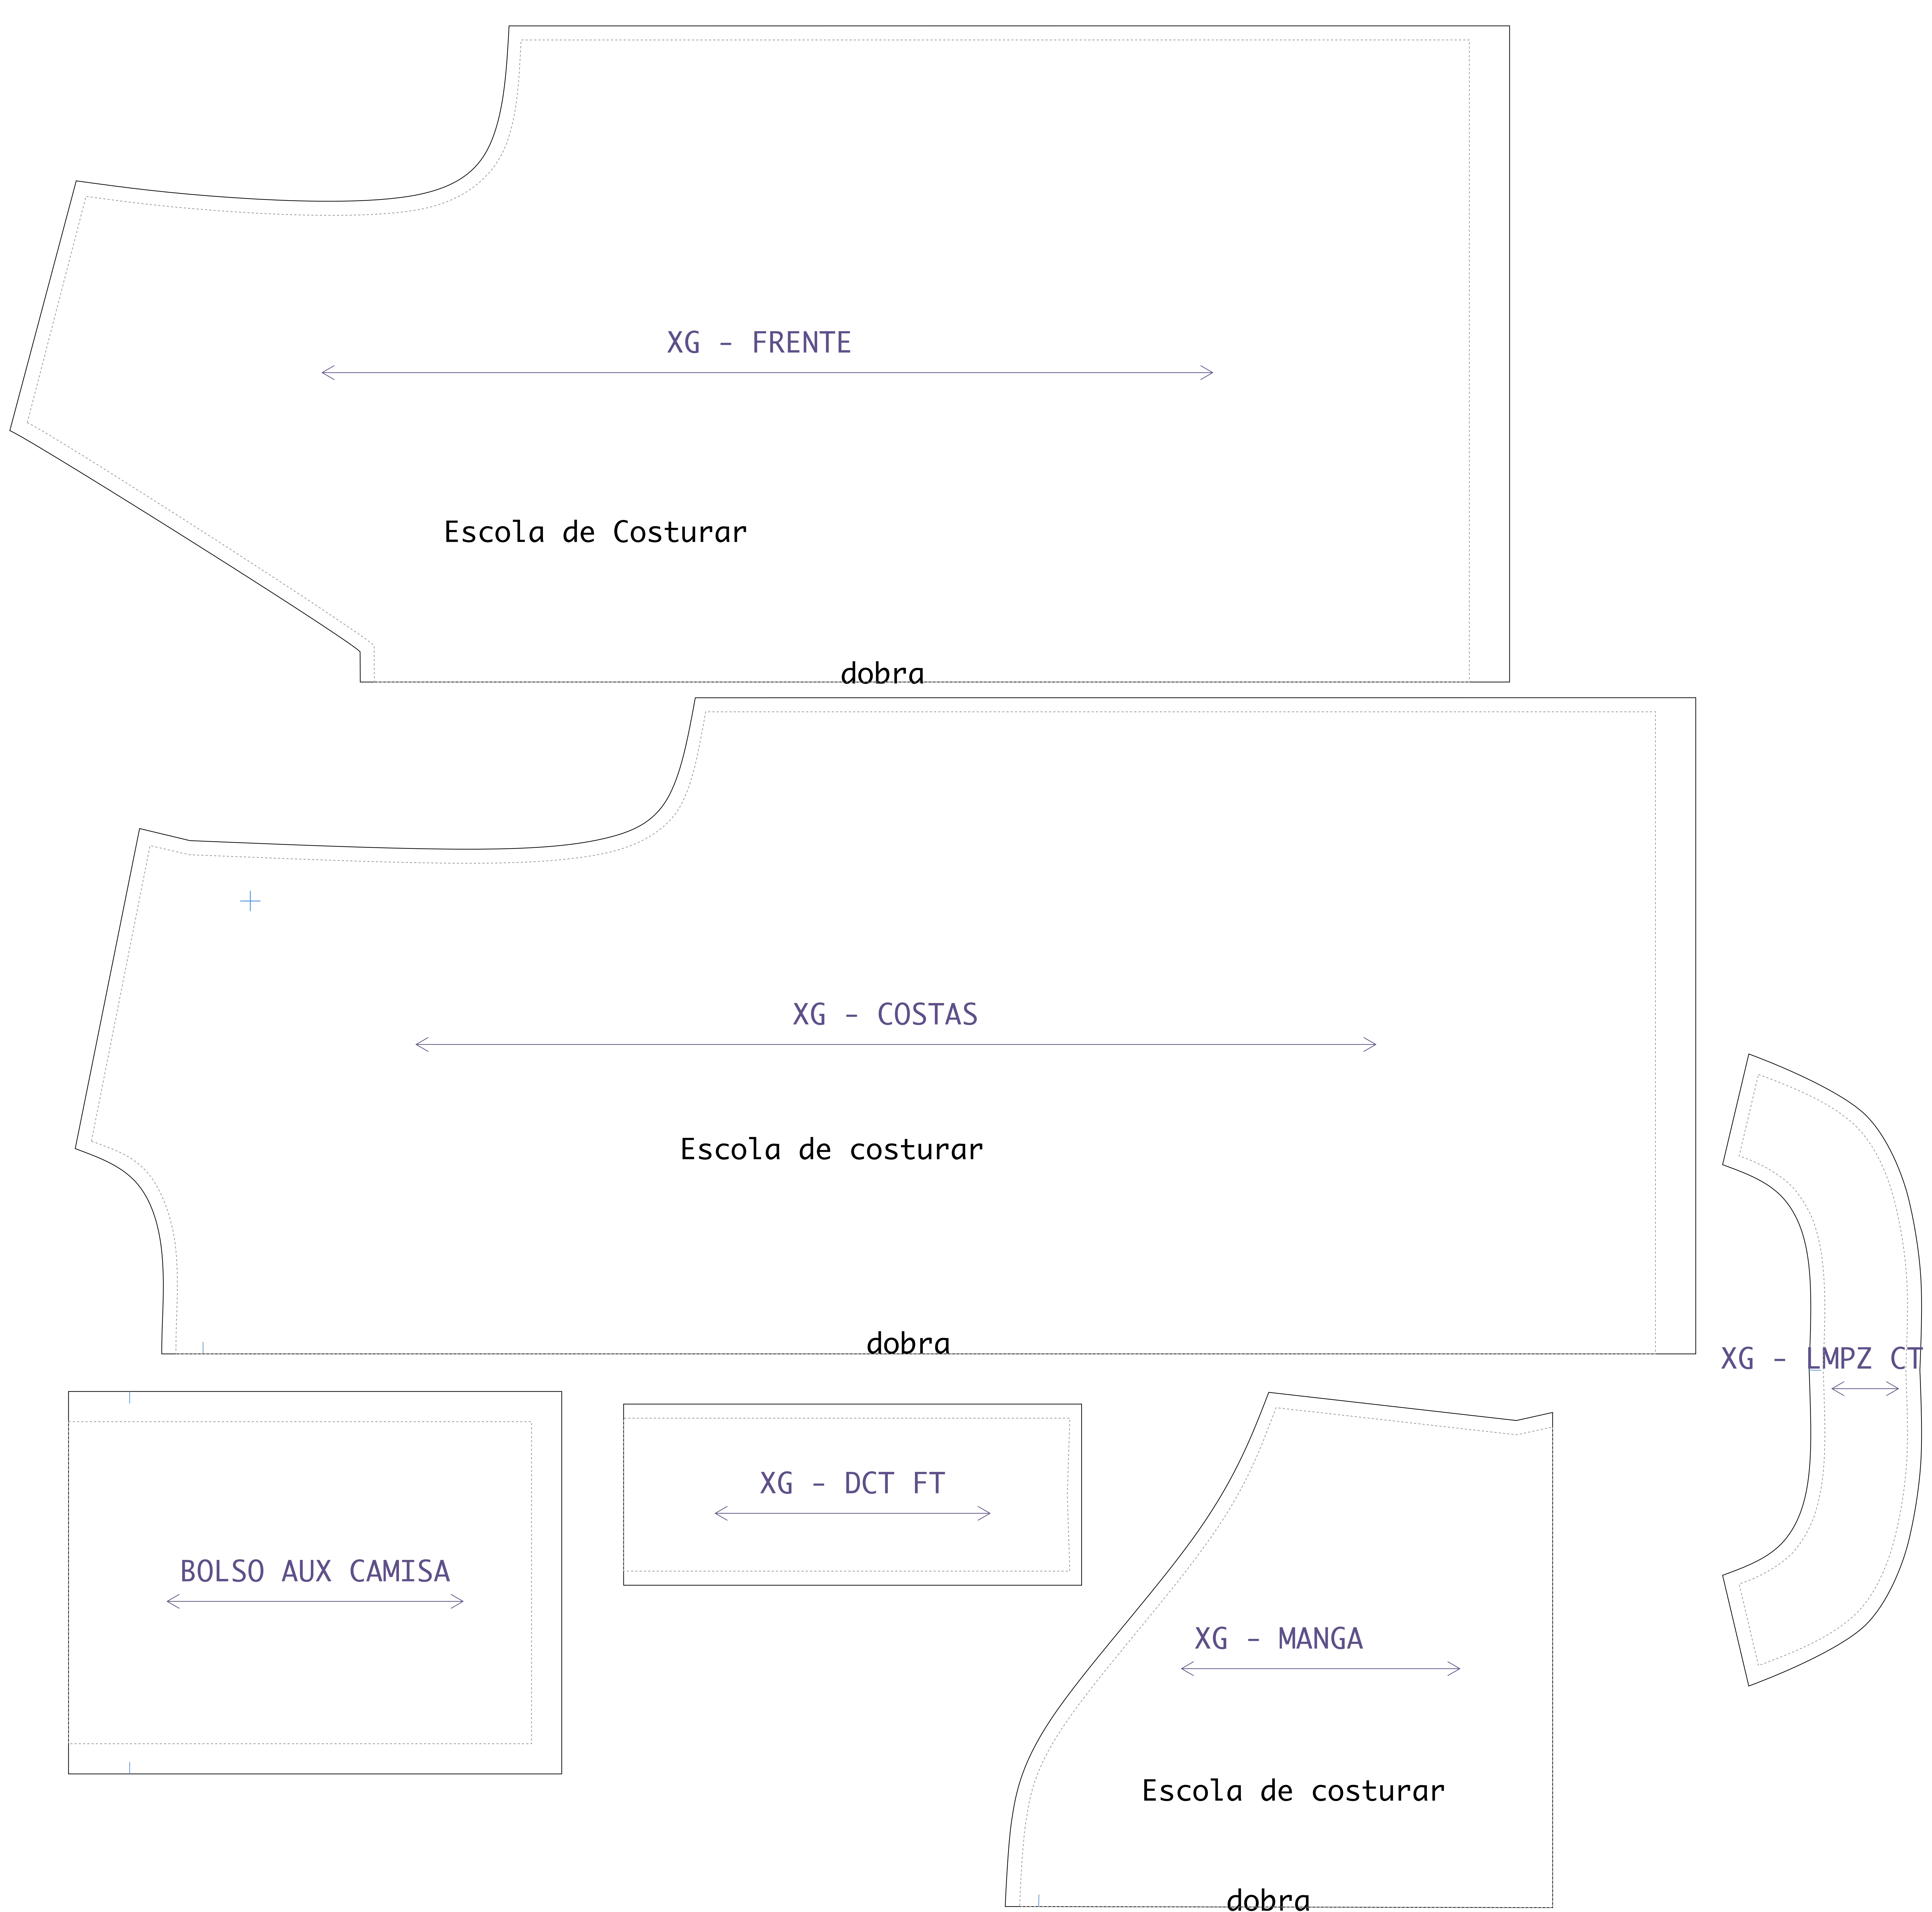 XG - FRENTE
Escola de Costurar
dobra
XG - COSTAS
Escola de costurar
dobra
XG - LMPZ CT
XG - DCT FT
BOLSO AUX CAMISA
XG - MANGA
Escola de costurar
dobra